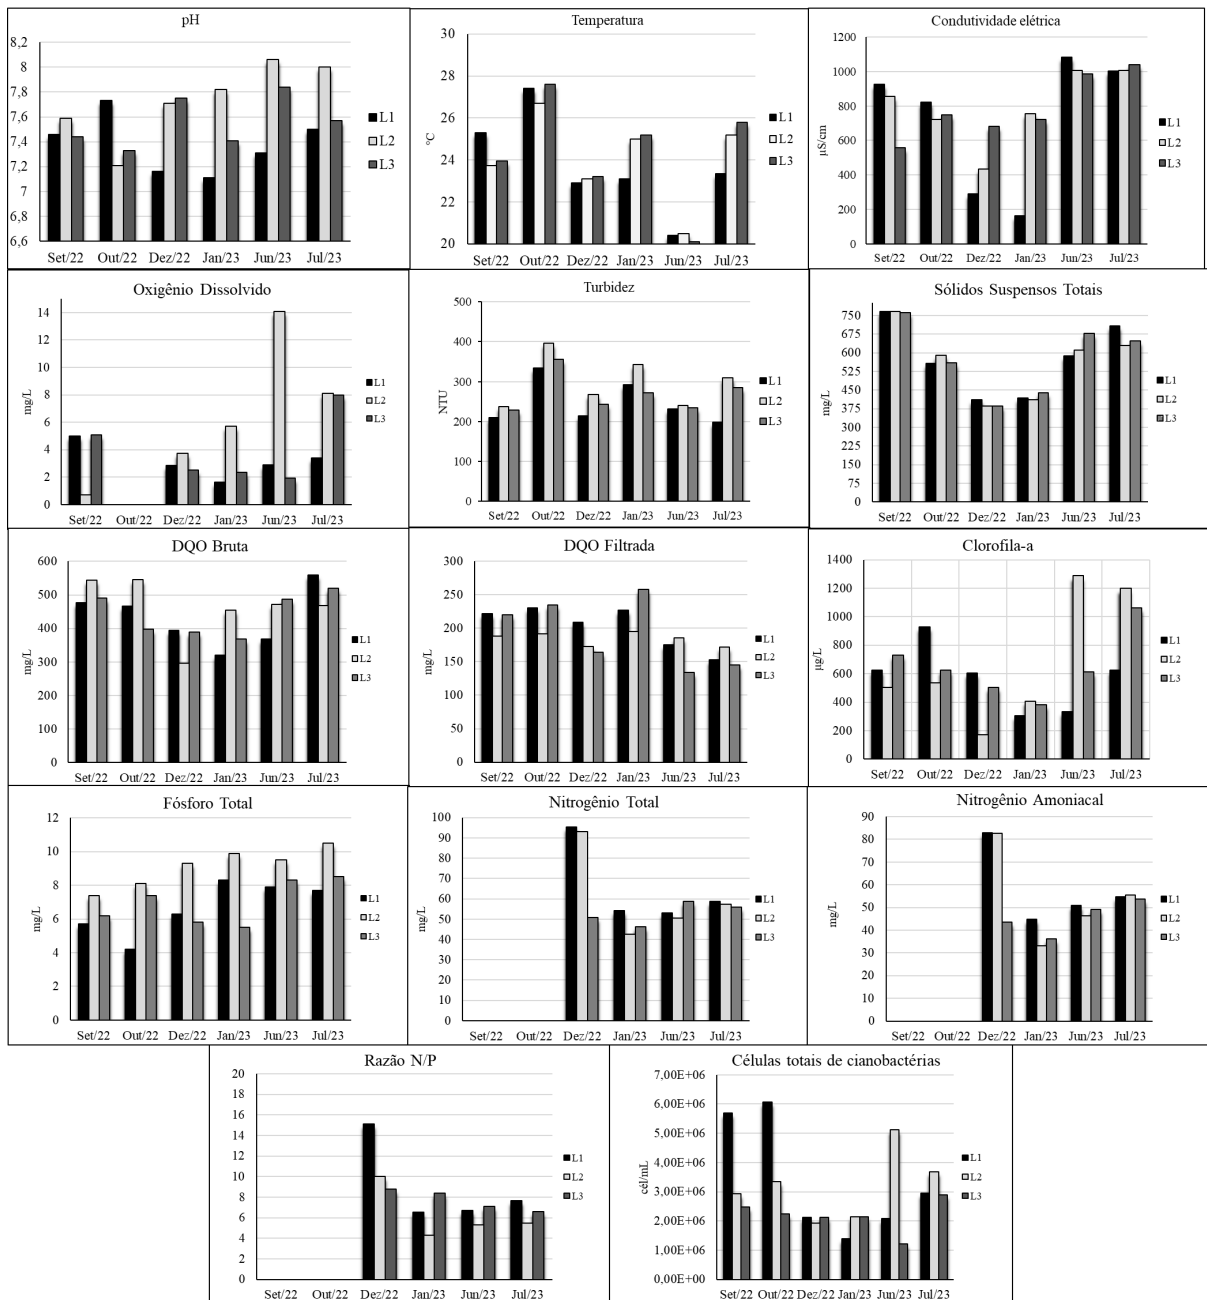 pH
8,2
8
7,8
7,6
7,4
7,2
7
6,8
6,6
Set/22 Out/22 Dez/22 Jan/23 Jun/23 Jul/23
L1
L2
L3
Temperatura
°C
30
28
26
24
22
20
Set/22 Out/22 Dez/22 Jan/23 Jun/23 Jul/23
L1
L2
L3
Condutividade elétrica
µS/cm
1200
1000
800
600
400
200
0
Set/22 Out/22 Dez/22 Jan/23 Jun/23 Jul/23
L1
L2
L3
Oxigênio Dissolvido
mg/L
14
12
10
8
6
4
2
0
Set/22 Out/22 Dez/22 Jan/23 Jun/23 Jul/23
L1
L2
L3
Turbidez
NTU
500
400
300
200
100
0
Set/22 Out/22 Dez/22 Jan/23 Jun/23 Jul/23
L1
L2
L3
Sólidos Suspensos Totais
mg/L
750
675
600
525
450
375
300
225
150
75
0
Set/22 Out/22 Dez/22 Jan/23 Jun/23 Jul/23
L1
L2
L3
DQO Bruta
mg/L
600
500
400
300
200
100
0
Set/22 Out/22 Dez/22 Jan/23 Jun/23 Jul/23
L1
L2
L3
DQO Filtrada
mg/L
300
250
200
150
100
50
0
Set/22 Out/22 Dez/22 Jan/23 Jun/23 Jul/23
L1
L2
L3
Clorofila-a
µg/L
1400
1200
1000
800
600
400
200
0
Set/22 Out/22 Dez/22 Jan/23 Jun/23 Jul/23
L1
L2
L3
Fósforo Total
mg/L
12
10
8
6
4
2
0
Set/22 Out/22 Dez/22 Jan/23 Jun/23 Jul/23
L1
L2
L3
Nitrogênio Total
mg/L
100
90
80
70
60
50
40
30
20
10
0
Set/22 Out/22 Dez/22 Jan/23 Jun/23 Jul/23
L1
L2
L3
Nitrogênio Amoniacal
mg/L
90
80
70
60
50
40
30
20
10
0
Set/22 Out/22 Dez/22 Jan/23 Jun/23 Jul/23
L1
L2
L3
Razão N/P
20
18
16
14
12
10
8
6
4
2
0
Set/22 Out/22 Dez/22 Jan/23 Jun/23 Jul/23
L1
L2
L3
Células totais de cianobactérias
cél/mL
7,00E+06
6,00E+06
5,00E+06
4,00E+06
3,00E+06
2,00E+06
1,00E+06
0,00E+00
Set/22 Out/22 Dez/22 Jan/23 Jun/23 Jul/23
L1
L2
L3